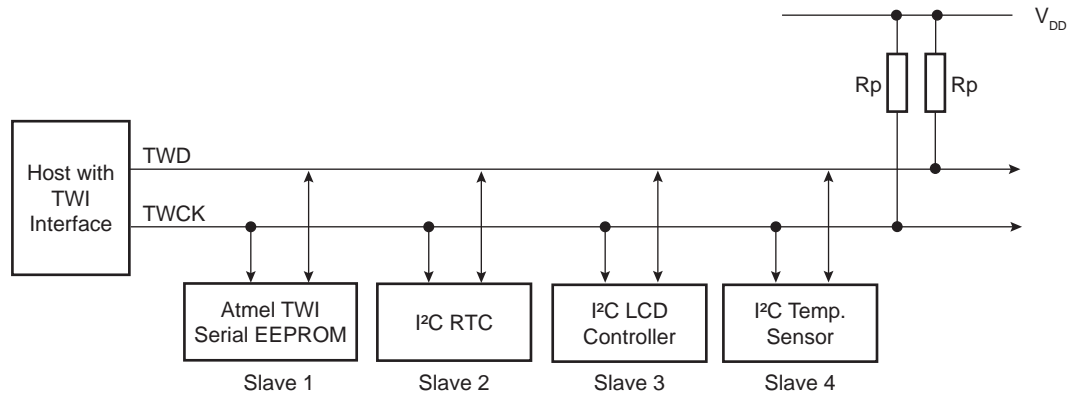 V_DD
Rp
Rp
Host with
TWI
Interface
TWD
TWCK
Atmel TWI
Serial EEPROM
I²C RTC
I²C LCD
Controller
I²C Temp.
Sensor
Slave 1
Slave 2
Slave 3
Slave 4